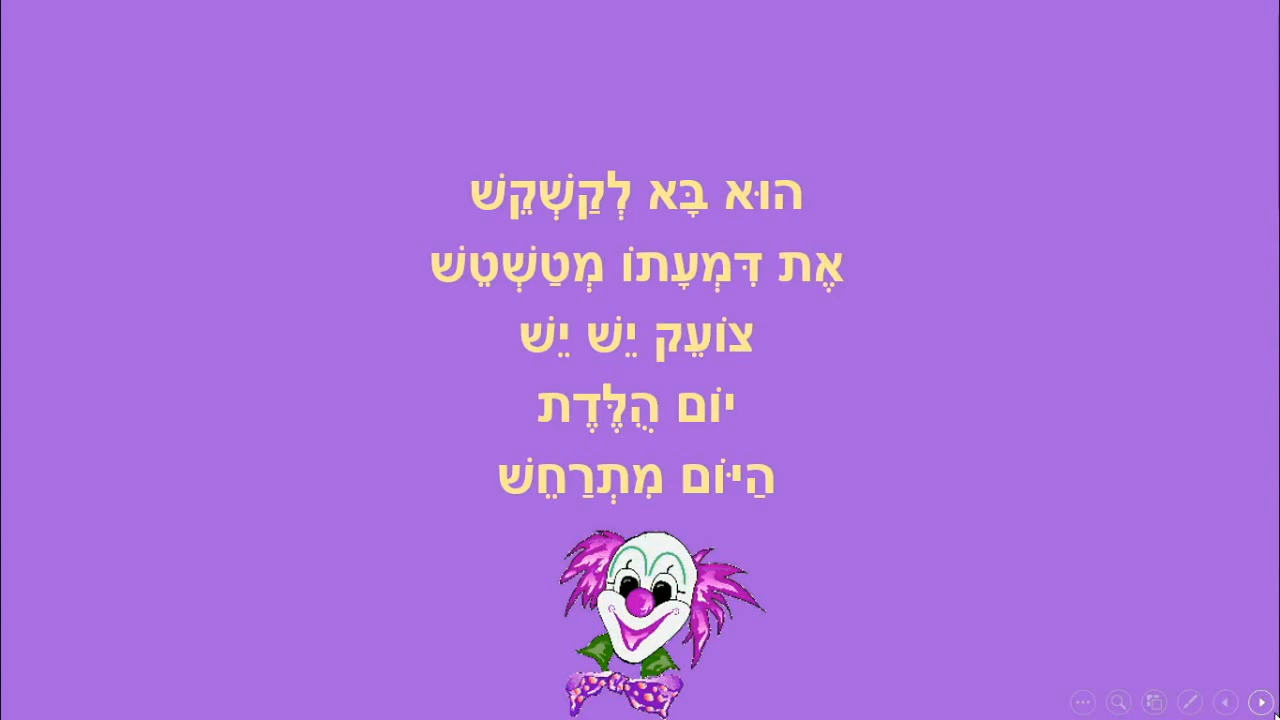 הוּא בָּא לְקַשְׁקֵשׁ
אֶת דִּמְעָתוֹ מְטַשְׁטֵשׁ
צוֹעֵק יֵשׁ יֵשׁ
יוֹם הֻלֶּדֶת
הַיּוֹם מִתְרַחֵשׁ